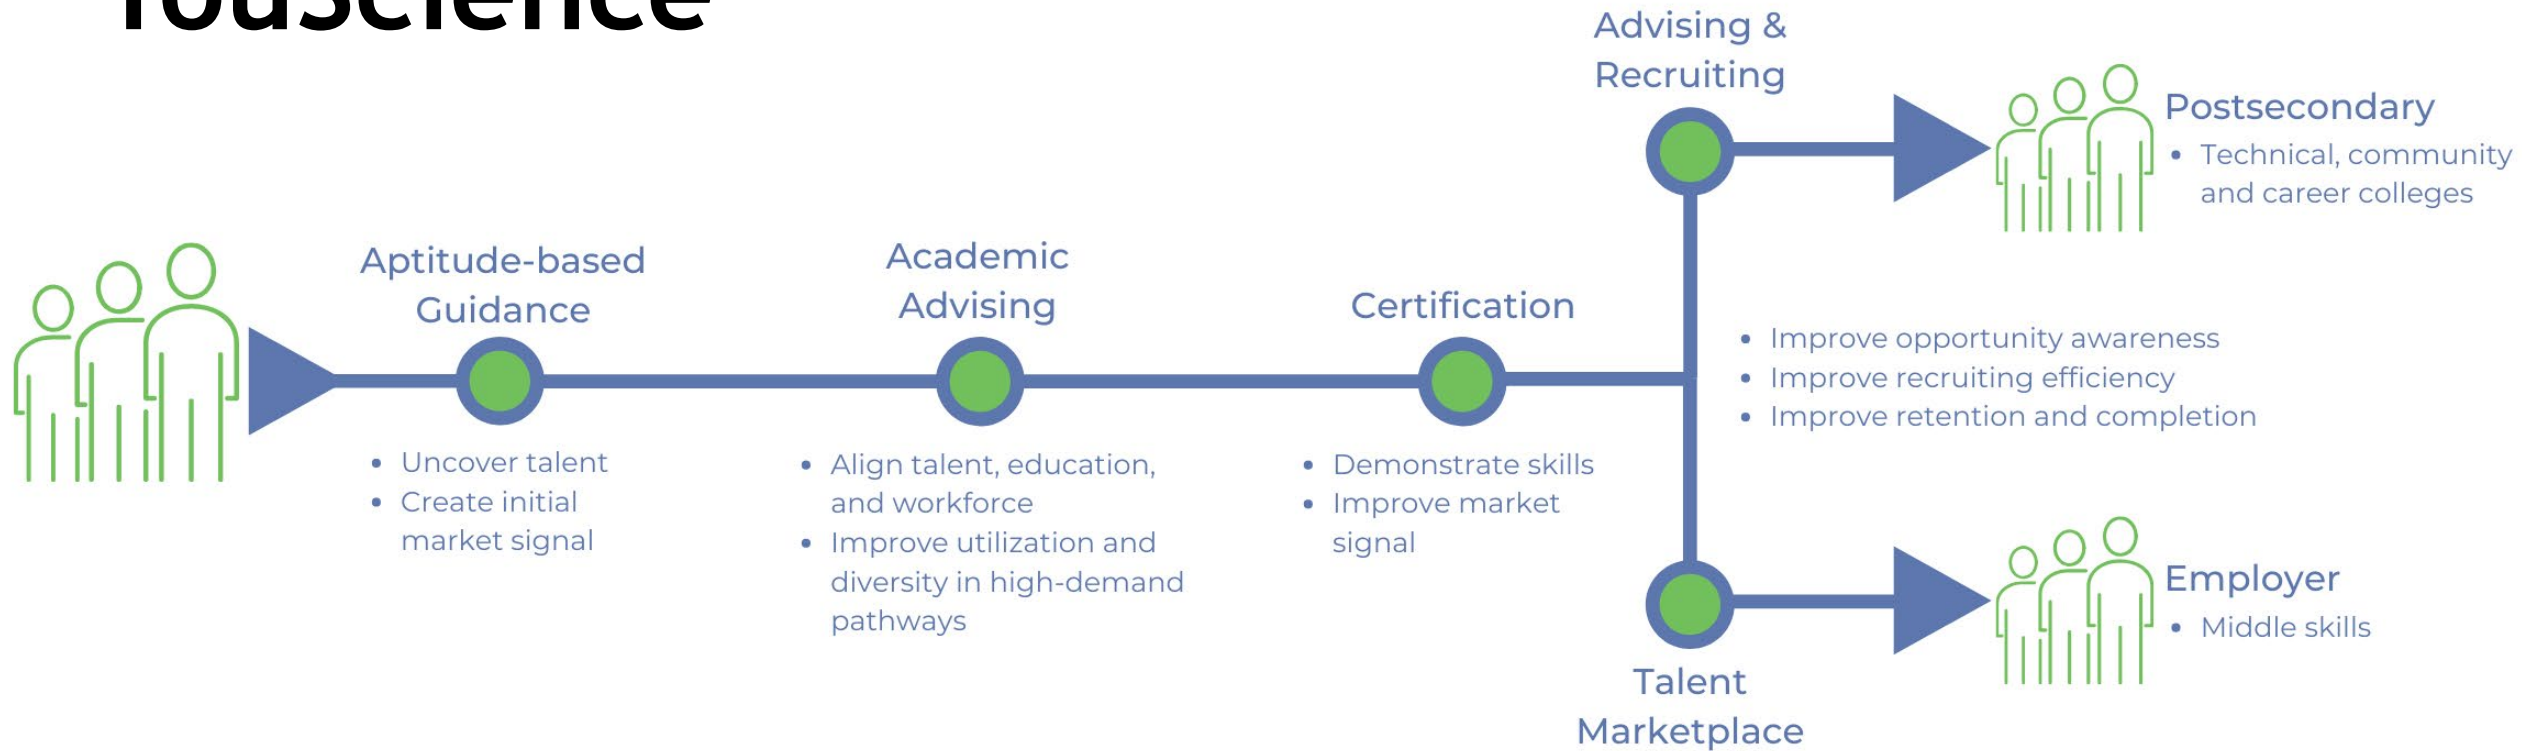 YouScience
Advising &
Recruiting
Postsecondary
• Technical, community
and career colleges
Aptitude-based
Guidance
• Uncover talent
• Create initial
market signal
Academic
Advising
• Align talent, education,
and workforce
• Improve utilization and
diversity in high-demand
pathways
Certification
• Demonstrate skills
• Improve market
signal
• Improve opportunity awareness
• Improve recruiting efficiency
• Improve retention and completion
Employer
• Middle skills
Talent
Marketplace